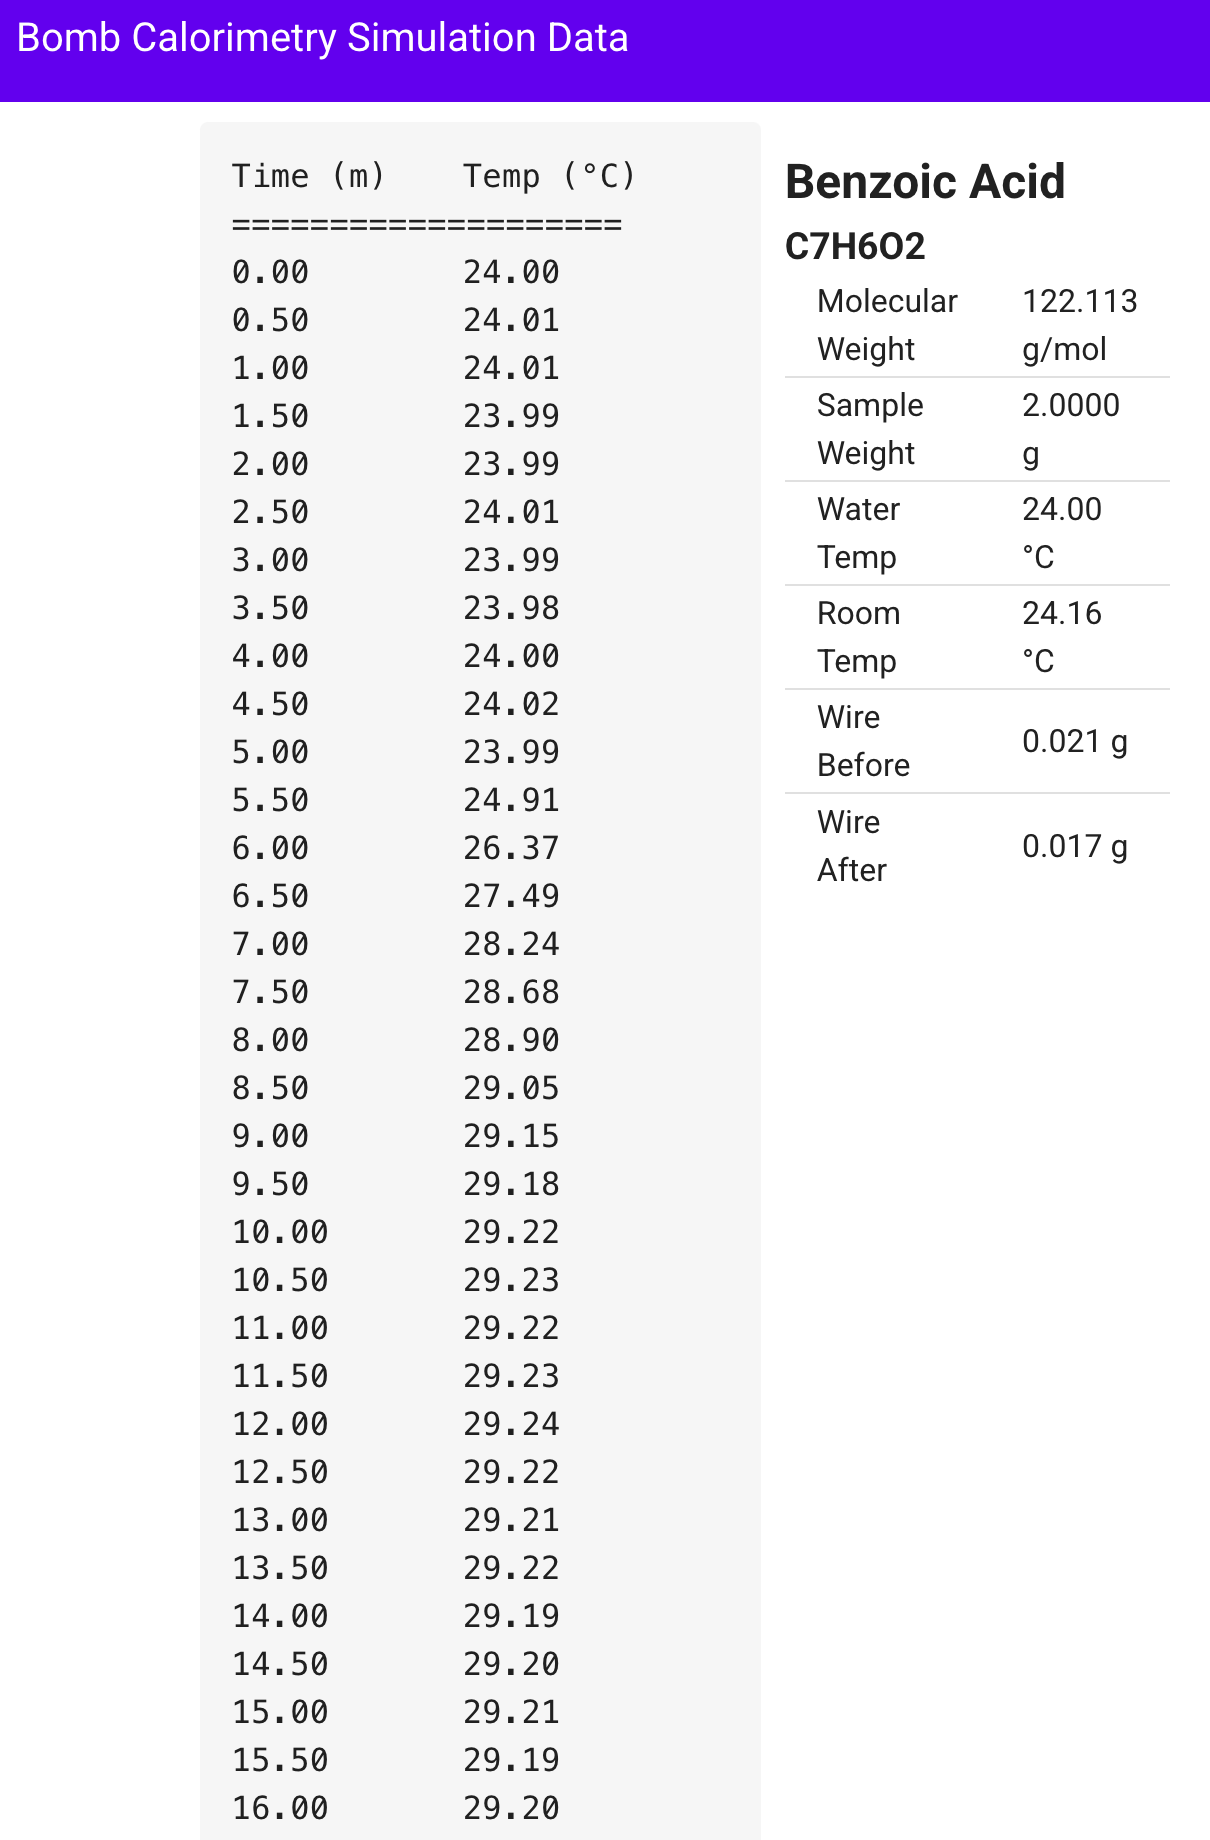 Bomb Calorimetry Simulation Data
Time (m) Temp (°C)
====================
0.00 24.00
0.50 24.01
1.00 24.01
1.50 23.99
2.00 23.99
2.50 24.01
3.00 23.99
3.50 23.98
4.00 24.00
4.50 24.02
5.00 23.99
5.50 24.91
6.00 26.37
6.50 27.49
7.00 28.24
7.50 28.68
8.00 28.90
8.50 29.05
9.00 29.15
9.50 29.18
10.00 29.22
10.50 29.23
11.00 29.22
11.50 29.23
12.00 29.24
12.50 29.22
13.00 29.21
13.50 29.22
14.00 29.19
14.50 29.20
15.00 29.21
15.50 29.19
16.00 29.20
Benzoic Acid
C7H6O2
Molecular 122.113
Weight g/mol
Sample 2.0000
Weight g
Water 24.00
Temp °C
Room 24.16
Temp °C
Wire
Before 0.021 g
Wire
After 0.017 g